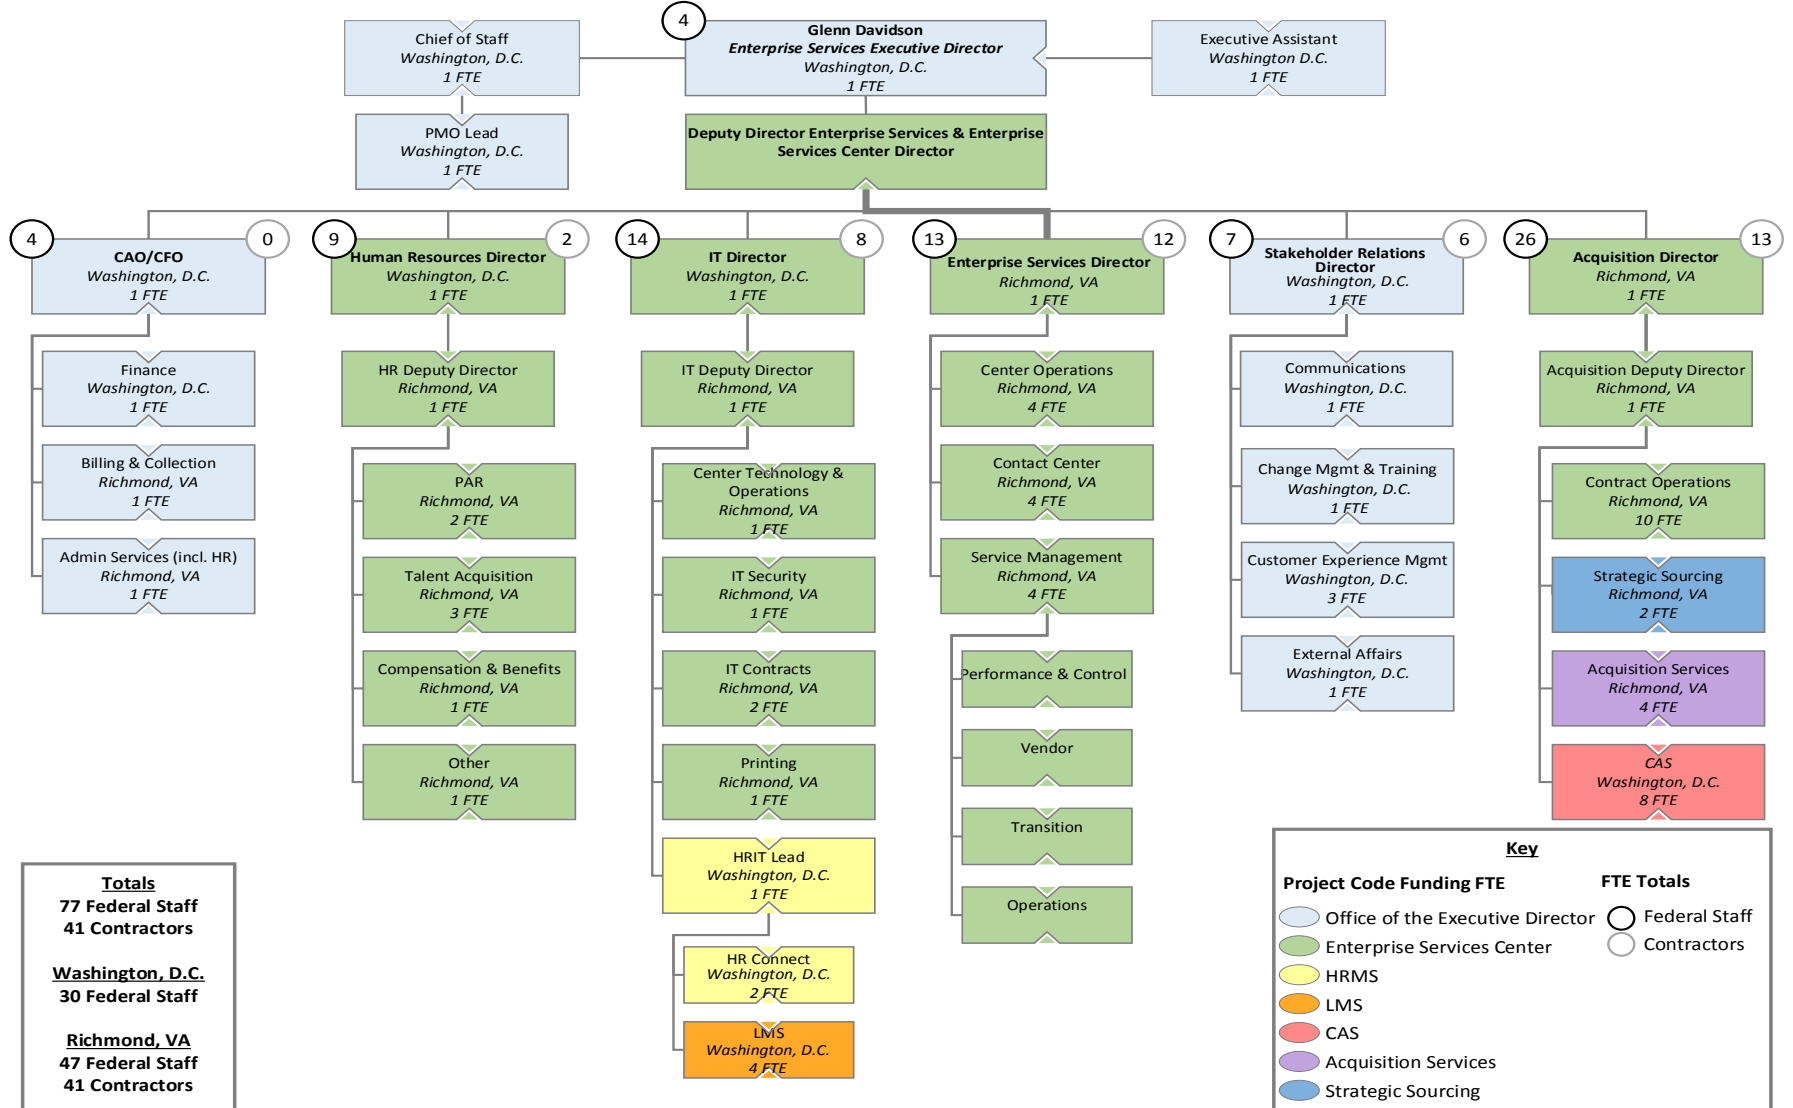 4
Chief of Staff
Washington, D.C.
1 FTE
Glenn Davidson
Enterprise Services Executive Director
Washington, D.C.
1 FTE
Executive Assistant
Washington D.C.
1 FTE
PMO Lead
Washington, D.C.
1 FTE
Deputy Director Enterprise Services & Enterprise
Services Center Director
4
0
CAO/CFO
Washington, D.C.
1 FTE
Finance
Washington, D.C.
1 FTE
Billing & Collection
Richmond, VA
1 FTE
Admin Services (incl. HR)
Richmond, VA
1 FTE
9
2
Human Resources Director
Washington, D.C.
1 FTE
HR Deputy Director
Richmond, VA
1 FTE
PAR
Richmond, VA
2 FTE
Talent Acquisition
Richmond, VA
3 FTE
Compensation & Benefits
Richmond, VA
1 FTE
Other
Richmond, VA
1 FTE
14
8
IT Director
Washington, D.C.
1 FTE
IT Deputy Director
Richmond, VA
1 FTE
Center Technology &
Operations
Richmond, VA
1 FTE
IT Security
Richmond, VA
1 FTE
IT Contracts
Richmond, VA
2 FTE
Printing
Richmond, VA
1 FTE
HRIT Lead
Washington, D.C.
1 FTE
HR Connect
Washington, D.C.
2 FTE
LMS
Washington, D.C.
4 FTE
13
12
Enterprise Services Director
Richmond, VA
1 FTE
Center Operations
Richmond, VA
4 FTE
Contact Center
Richmond, VA
4 FTE
Service Management
Richmond, VA
4 FTE
Performance & Control
Vendor
Transition
Operations
7
6
Stakeholder Relations
Director
Washington, D.C.
1 FTE
Communications
Washington, D.C.
1 FTE
Change Mgmt & Training
Washington, D.C.
1 FTE
Customer Experience Mgmt
Washington, D.C.
3 FTE
External Affairs
Washington, D.C.
1 FTE
26
13
Acquisition Director
Richmond, VA
1 FTE
Acquisition Deputy Director
Richmond, VA
1 FTE
Contract Operations
Richmond, VA
10 FTE
Strategic Sourcing
Richmond, VA
2 FTE
Acquisition Services
Richmond, VA
4 FTE
CAS
Washington, D.C.
8 FTE
Totals
77 Federal Staff
41 Contractors
Washington, D.C.
30 Federal Staff
Richmond, VA
47 Federal Staff
41 Contractors
Key
Project Code Funding FTE
Office of the Executive Director
Enterprise Services Center
HRMS
LMS
CAS
Acquisition Services
Strategic Sourcing
FTE Totals
Federal Staff
Contractors